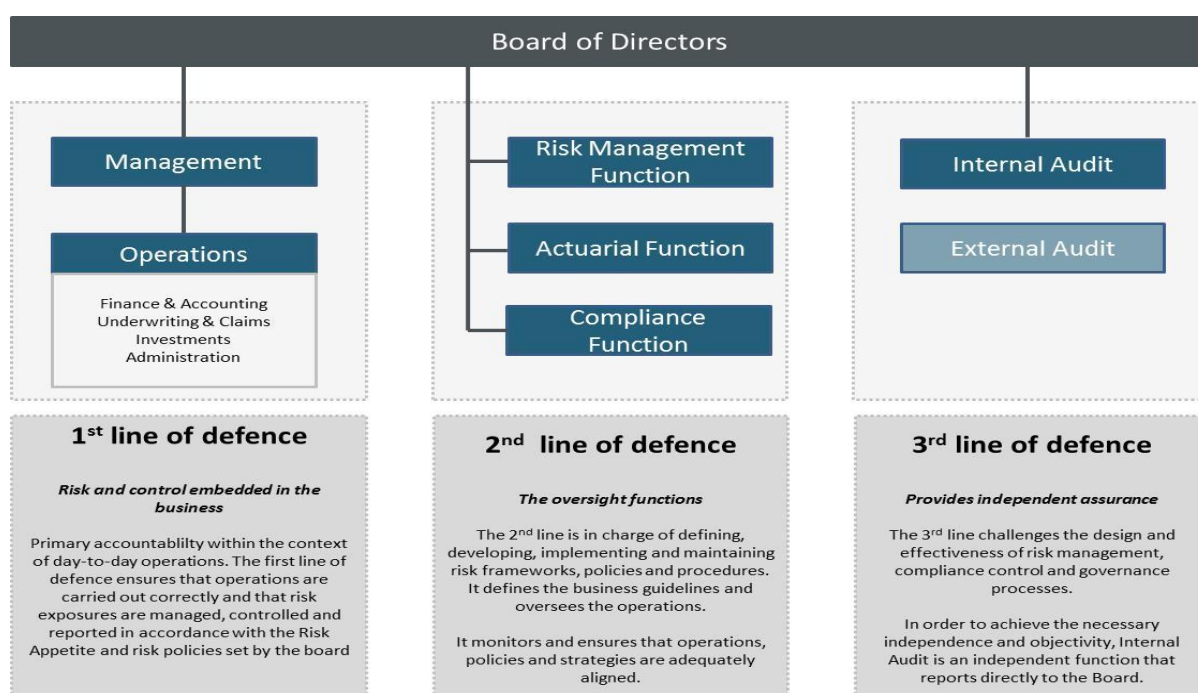 Board of Directors
Management
Operations
Finance & Accounting
Underwriting & Claims
Investments
Administration
Risk Management
Function
Actuarial Function
Compliance
Function
Internal Audit
External Audit
1st line of defence
Risk and control embedded in the
business
Primary accountablilty within the context
of day-to-day operations. The first line of
defence ensures that operations are
carried out correctly and that risk
exposures are managed, controlled and
reported in accordance with the Risk
Appetite and risk policies set by the board
2nd line of defence
The oversight functions
The 2nd line is in charge of defining,
developing, implementing and maintaining
risk frameworks, policies and procedures.
It defines the business guidelines and
oversees the operations.
It monitors and ensures that operations,
policies and strategies are adequately
aligned.
3rd line of defence
Provides independent assurance
The 3rd line challenges the design and
effectiveness of risk management,
compliance control and governance
processes.
In order to achieve the necessary
independence and objectivity, Internal
Audit is an independent function that
reports directly to the Board.